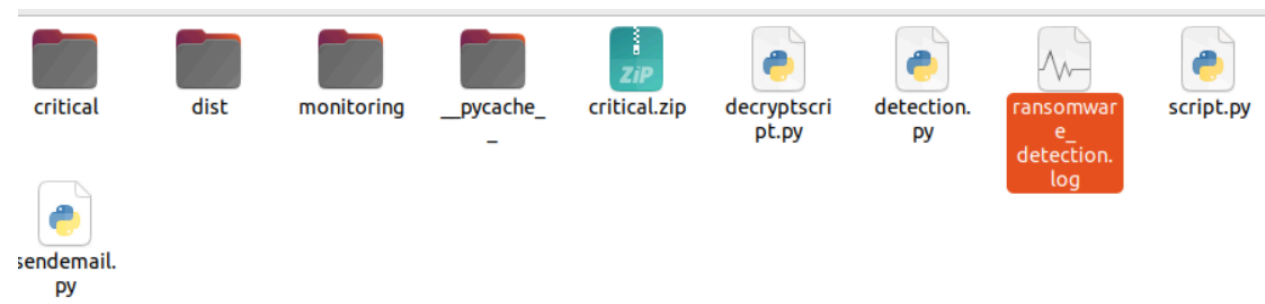 critical
dist
monitoring
__pycache_
_
ZiP
critical.zip
decryptscri
pt.py
detection.
py
ransomwar
e_
detection.
log
script.py
sendemail.
py